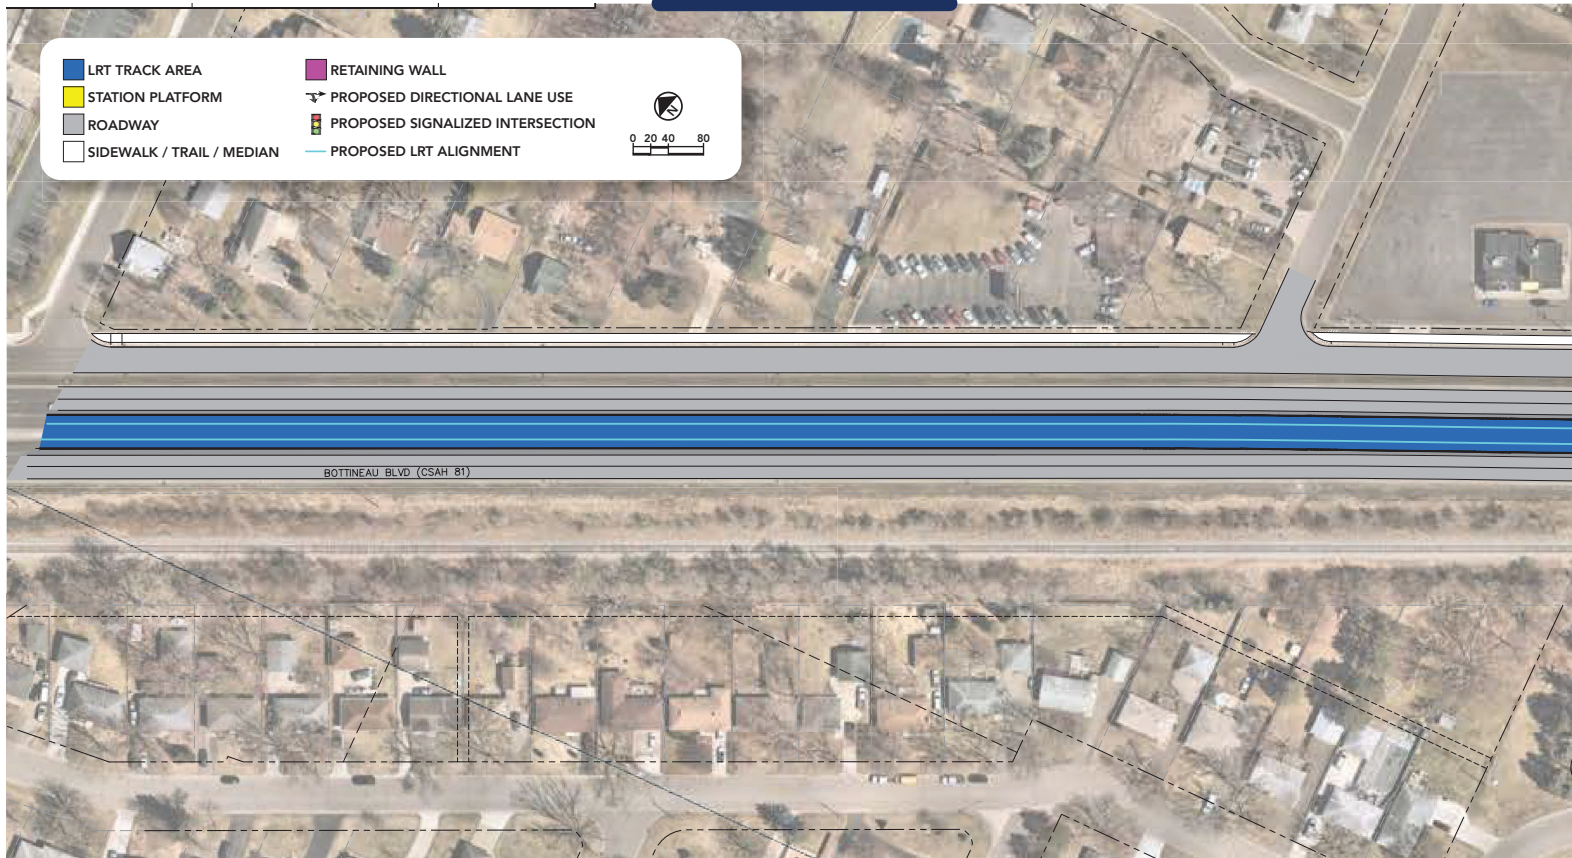 LRT TRACK AREA
STATION PLATFORM
ROADWAY
SIDEWALK / TRAIL / MEDIAN
RETAINING WALL
PROPOSED DIRECTIONAL LANE USE
PROPOSED SIGNALIZED INTERSECTION
PROPOSED LRT ALIGNMENT
N
0 20 40 80
BOTTINEAU BLVD (CSAH 81)